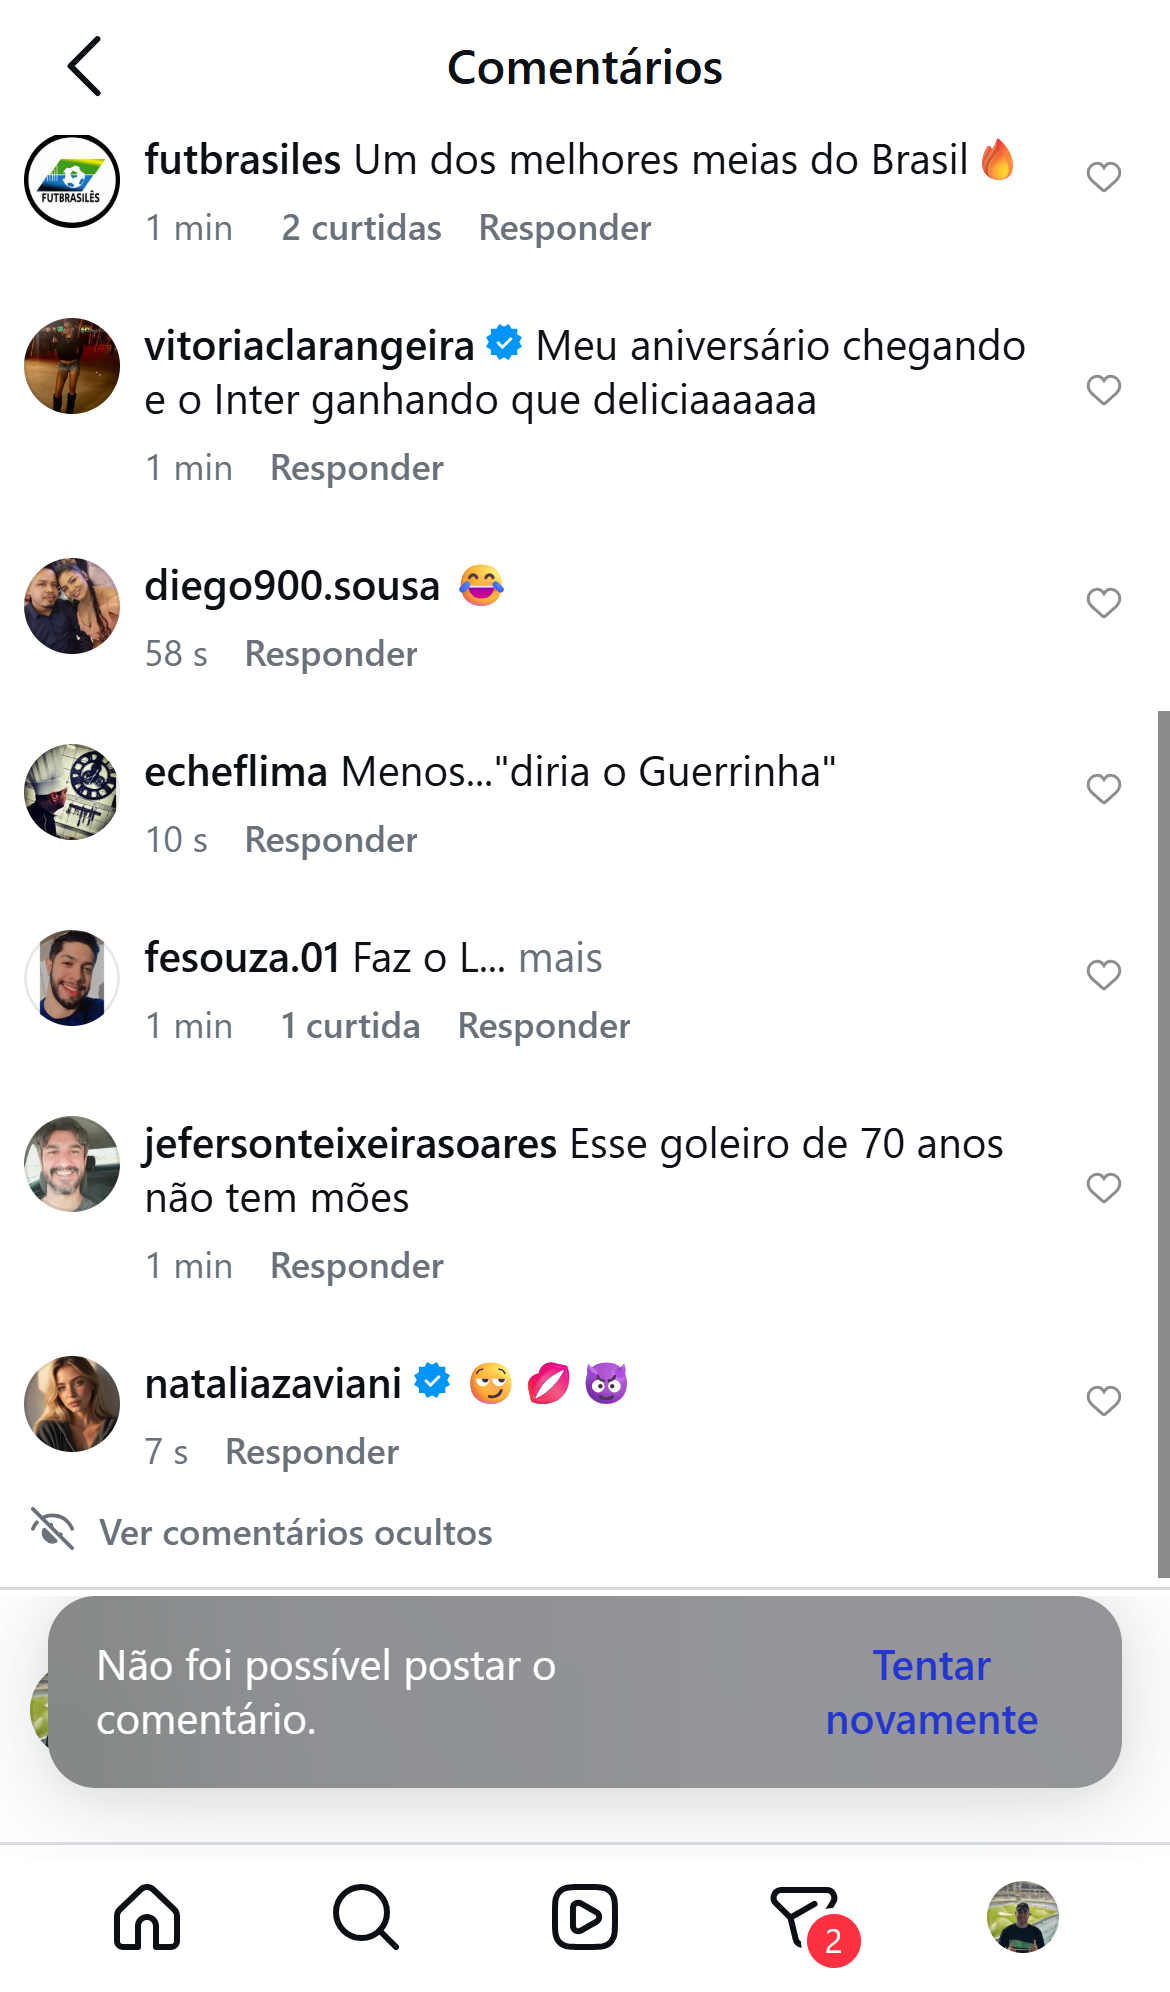 Comentários
FUTBRASILÊS
futbrasiles Um dos melhores meias do Brasil🔥
1 min 2 curtidas Responder
vitoriaclarangeira Meu aniversário chegando
e o Inter ganhando que deliciaaaaaa
1 min Responder
diego900.sousa 😂
58 s Responder
echeflima Menos..."diria o Guerrinha"
10 s Responder
fesouza.01 Faz o L... mais
1 min 1 curtida Responder
jefersonteixeirasoares Esse goleiro de 70 anos
não tem mões
1 min Responder
nataliazaviani 😏 💋 😈
7 s Responder
Ver comentários ocultos
Não foi possível postar o
comentário.
Tentar
novamente
2